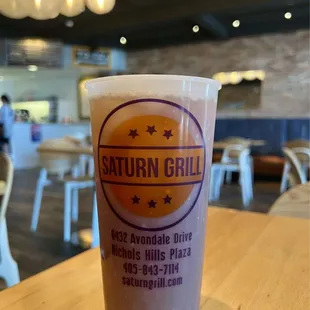 SATURN GRILL
6432 Avondale Drive
Nichols Hills Plaza
405-843-7114
saturngrill.com